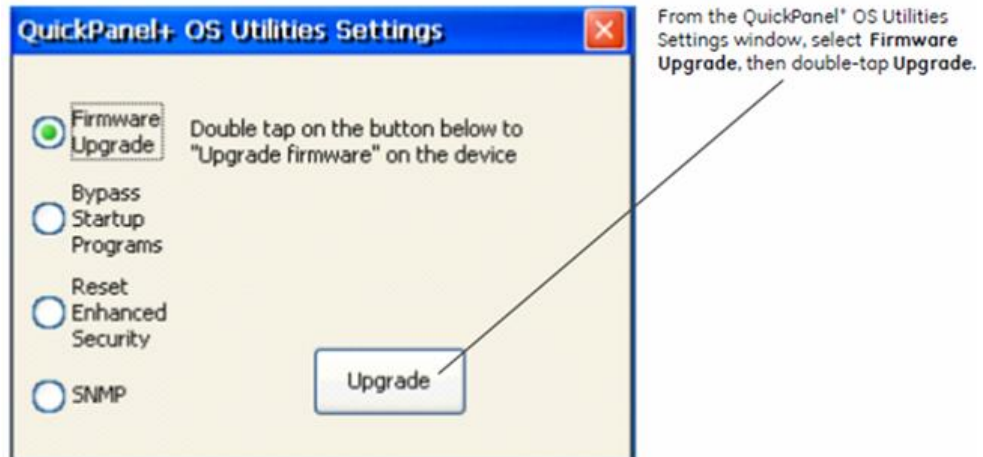 QuickPanel+ OS Utilities Settings
From the QuickPanel+ OS Utilities
Settings window, select Firmware
Upgrade, then double-tap Upgrade.
Firmware
Upgrade
Double tap on the button below to
"Upgrade firmware" on the device
Bypass
Startup
Programs
Reset
Enhanced
Security
SNMP
Upgrade